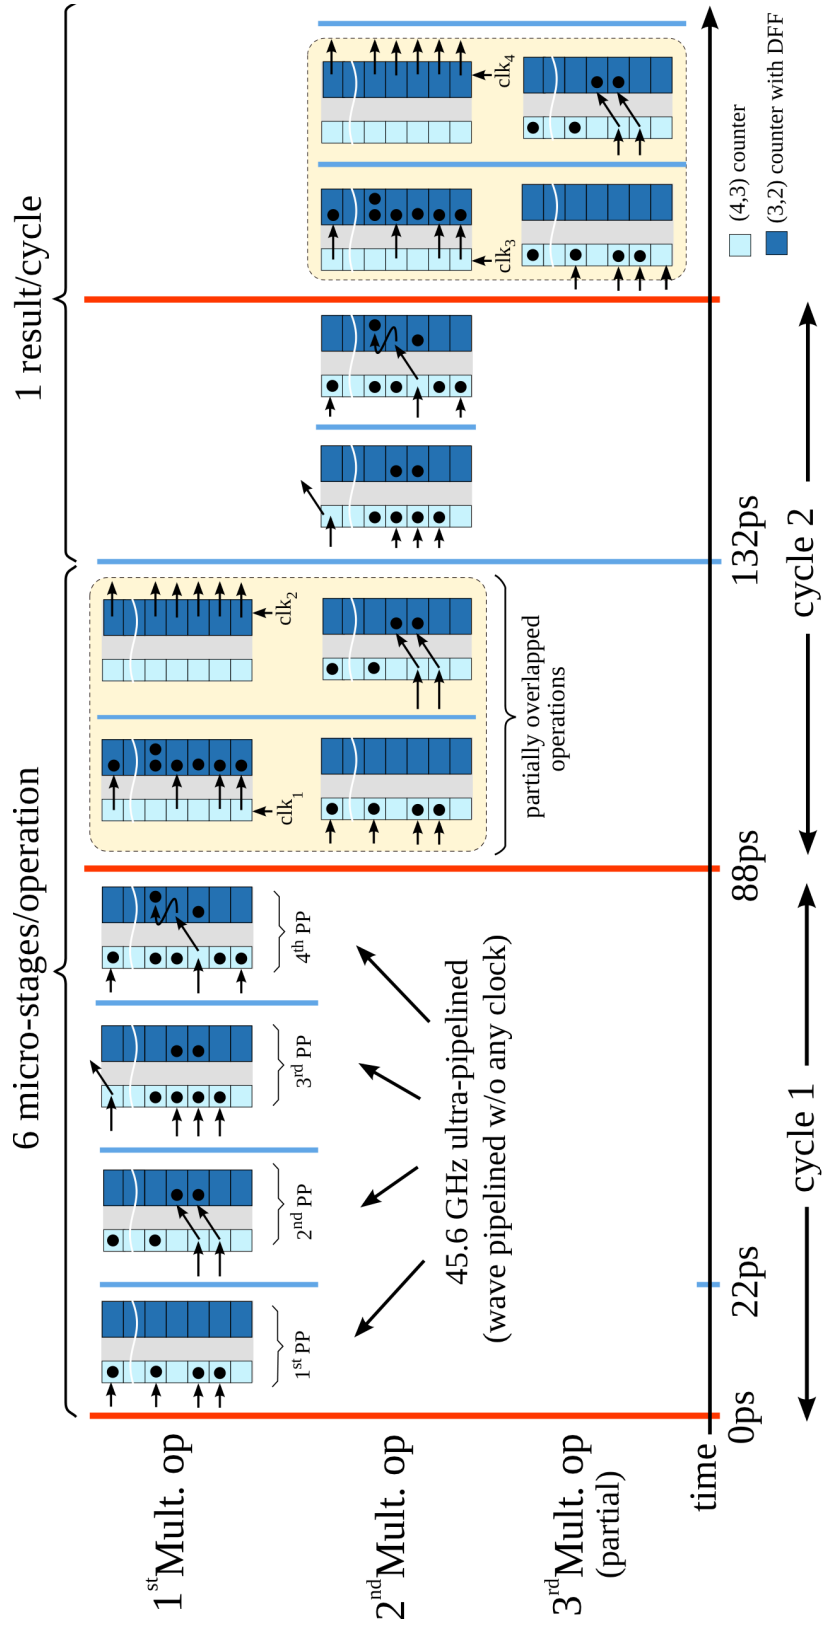 6 micro-stages/operation
1 result/cycle
1st Mult. op
1st PP
2nd PP
3rd PP
4th PP
clk1
clk2
2nd Mult. op
45.6 GHz ultra-pipelined
(wave pipelined w/o any clock)
partially overlapped
operations
clk3
clk4
3rd Mult. op
(partial)
time
0ps
22ps
88ps
132ps
(4,3) counter
(3,2) counter with DFF
cycle 1
cycle 2